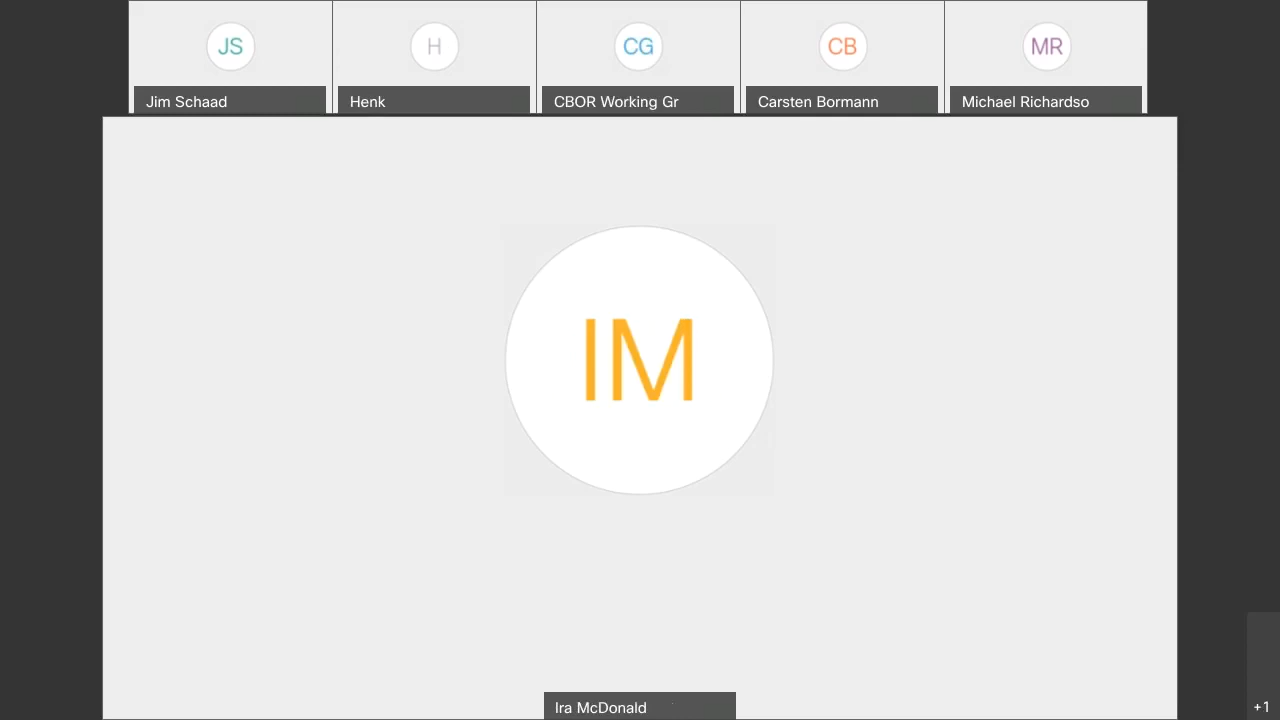 JS
H
CG
CB
MR
Jim Schaad
Henk
CBOR Working Gr
Carsten Bormann
Michael Richardso
IM
Ira McDonald
+1